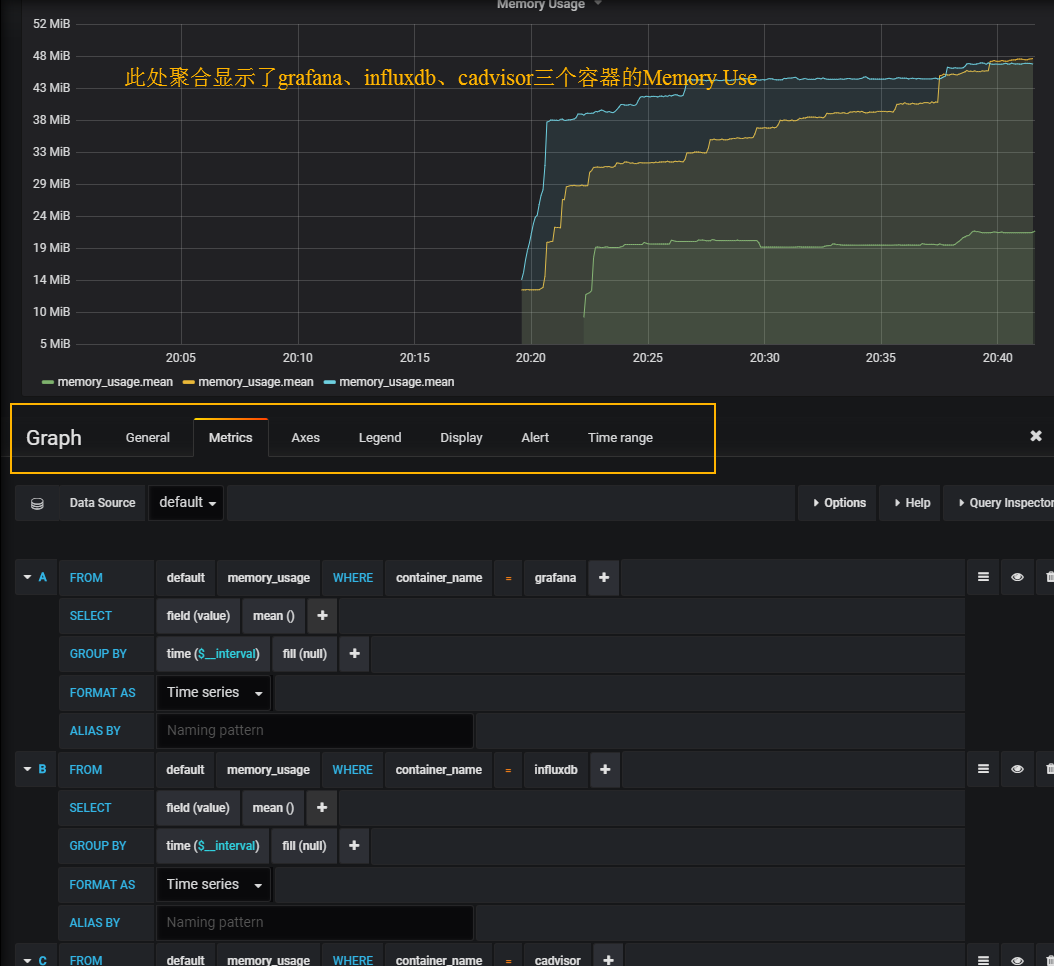 Memory Usage
52 MiB
48 MiB
此处聚合显示了grafana、influxdb、cadvisor三个容器的Memory Use
43 MiB
38 MiB
33 MiB
29 MiB
24 MiB
19 MiB
14 MiB
10 MiB
5 MiB
20:05 20:10 20:15 20:20 20:25 20:30 20:35 20:40
memory_usage.mean memory_usage.mean memory_usage.mean
Graph General Metrics Axes Legend Display Alert Time range
Data Source default Options Help Query Inspector
A FROM default memory_usage WHERE container_name = grafana +
SELECT field (value) mean () +
GROUP BY time ($__interval) fill (null) +
FORMAT AS Time series
ALIAS BY Naming pattern
B FROM default memory_usage WHERE container_name = influxdb +
SELECT field (value) mean () +
GROUP BY time ($__interval) fill (null) +
FORMAT AS Time series
ALIAS BY Naming pattern
C FROM default memory_usage WHERE container_name = cadvisor +